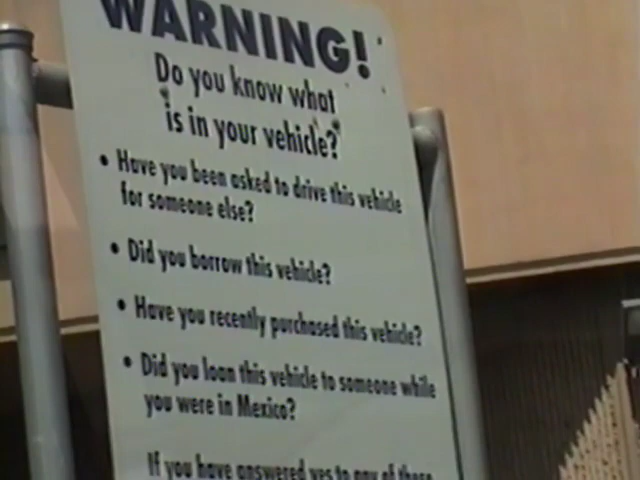 WARNING!
Do you know what
is in your vehicle?
• Have you been asked to drive this vehicle
for someone else?
• Did you borrow this vehicle?
• Have you recently purchased this vehicle?
• Did you loan this vehicle to someone while
you were in Mexico?
If you have answered yes to any of these